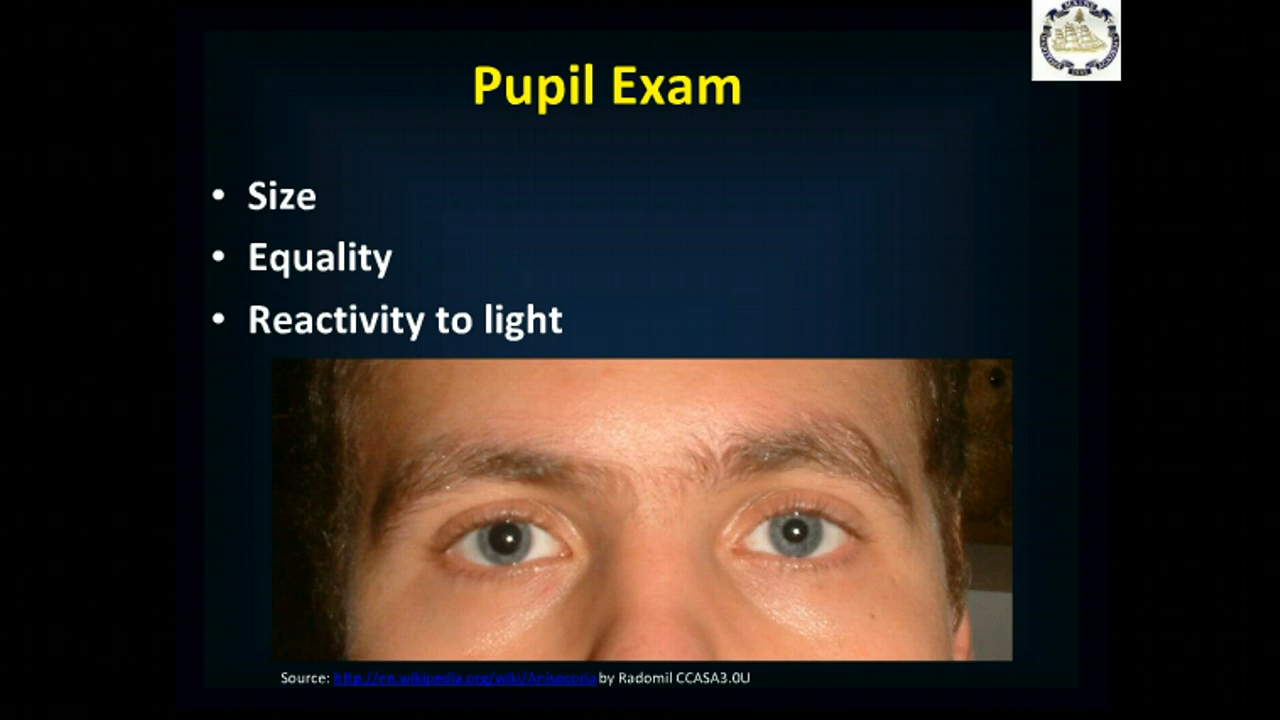 Pupil Exam
• Size
• Equality
• Reactivity to light
Source: http://en.wikipedia.org/wiki/Anisocoria by Radomil CCASA3.0U